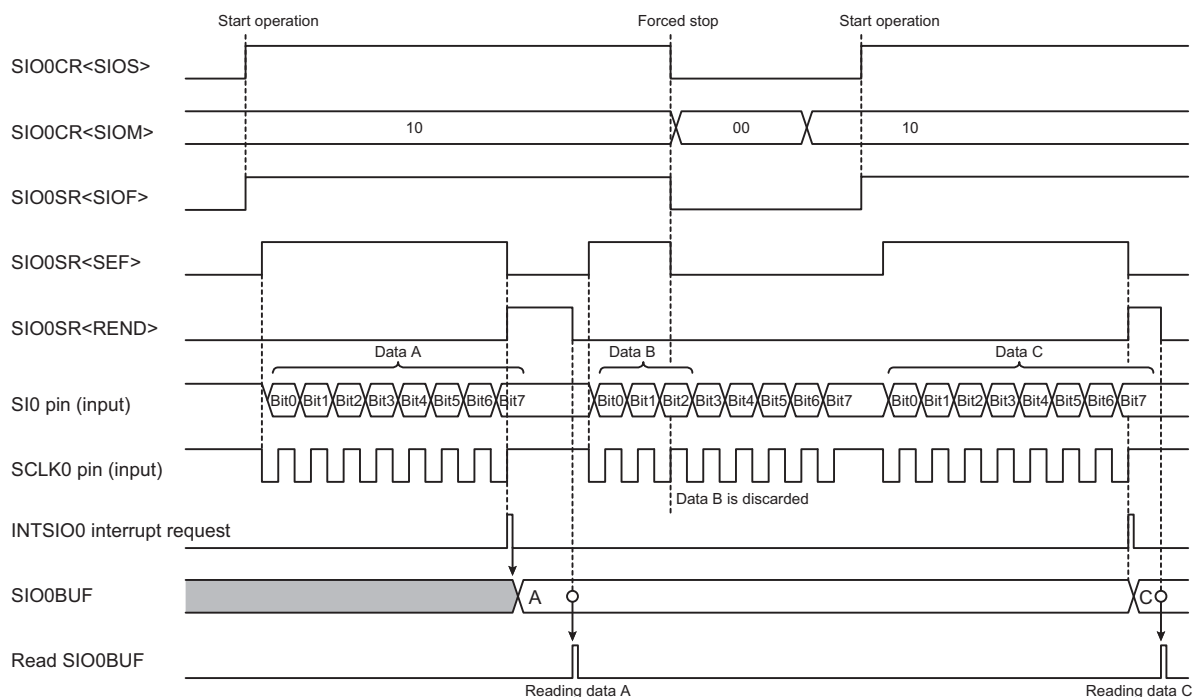 Start operation Forced stop Start operation
SIO0CR<SIOS>
SIO0CR<SIOM> 10 00 10
SIO0SR<SIOF>
SIO0SR<SEF>
SIO0SR<REND>
Data A Data B Data C
SI0 pin (input) Bit0 Bit1 Bit2 Bit3 Bit4 Bit5 Bit6 Bit7 Bit0 Bit1 Bit2 Bit3 Bit4 Bit5 Bit6 Bit7 Bit0 Bit1 Bit2 Bit3 Bit4 Bit5 Bit6 Bit7
SCLK0 pin (input)
Data B is discarded
INTSIO0 interrupt request
SIO0BUF A C
Read SIO0BUF
Reading data A Reading data C